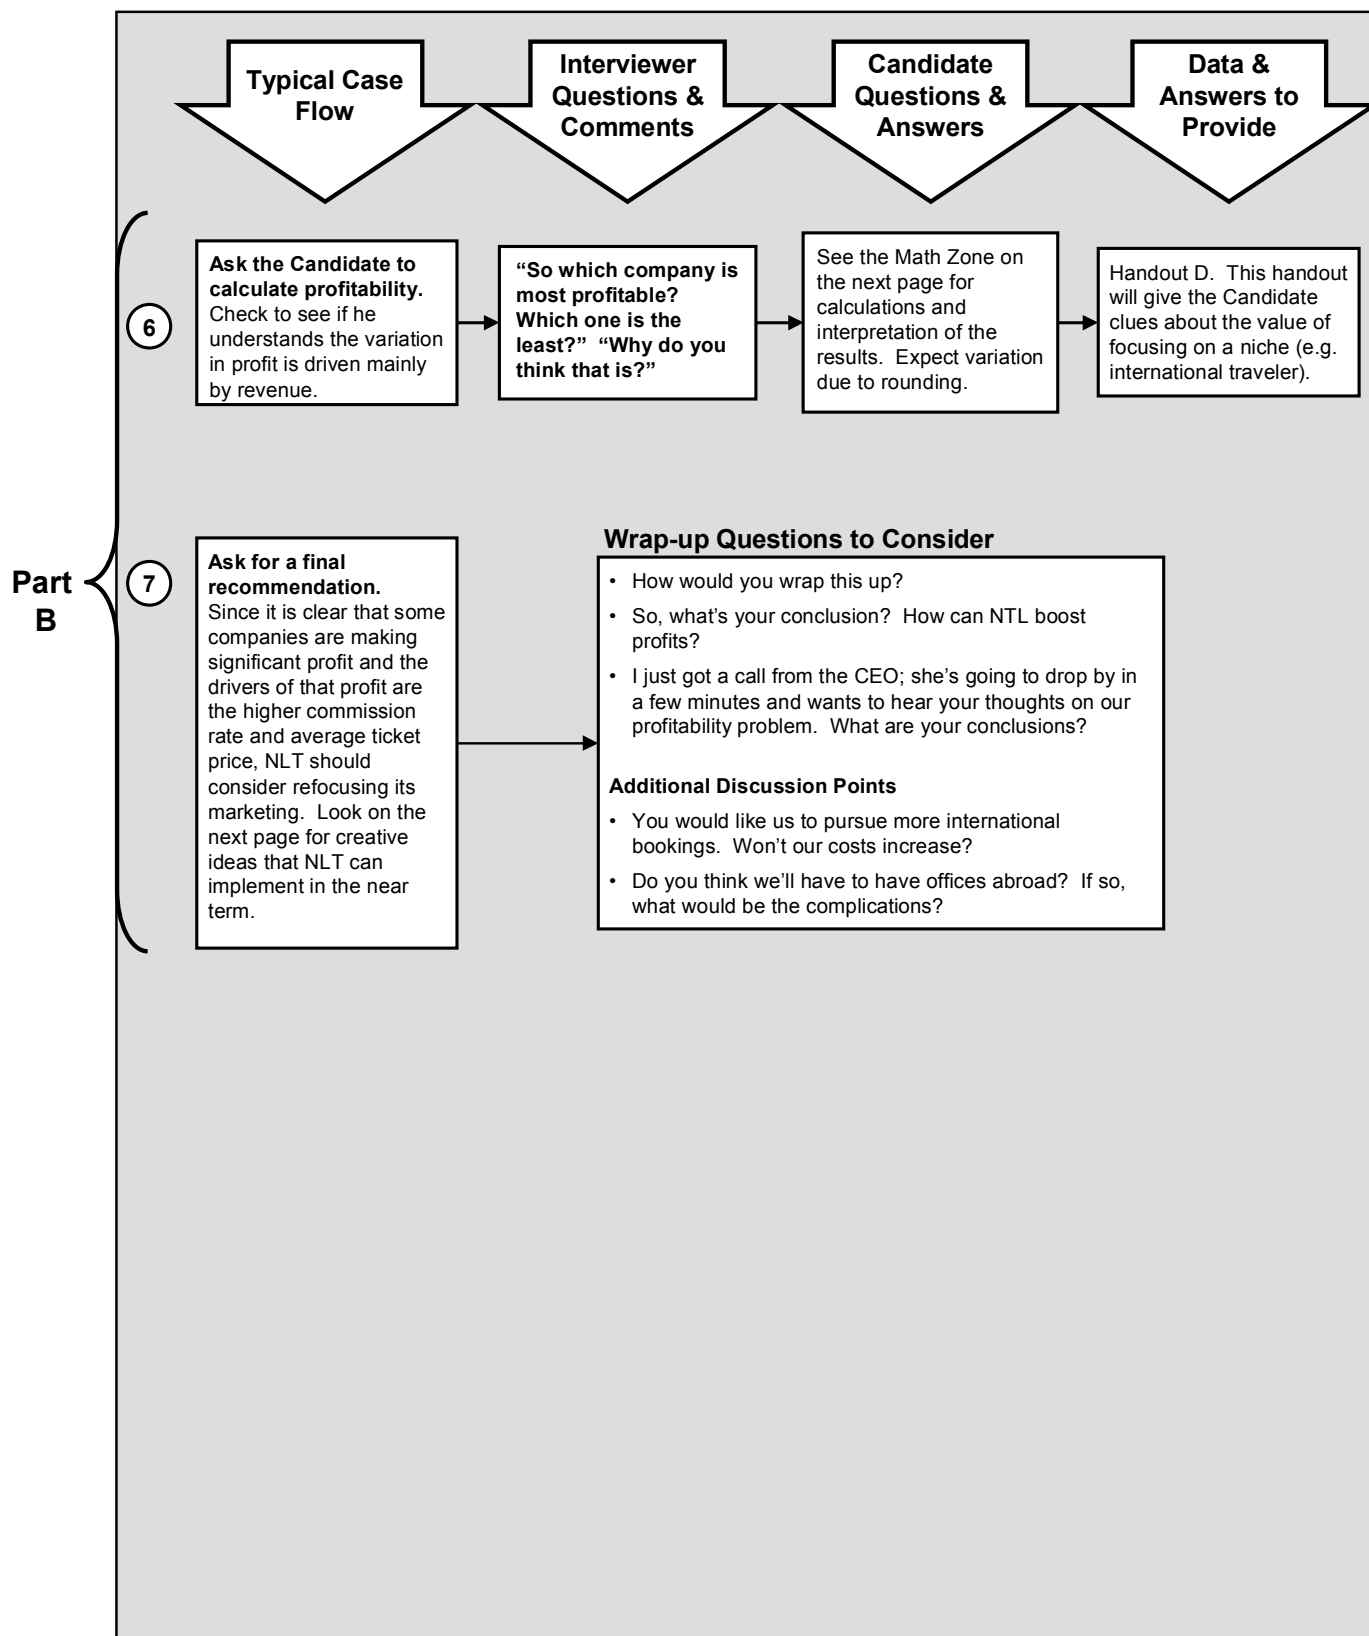 Typical Case
Flow
Interviewer
Questions &
Comments
Candidate
Questions &
Answers
Data &
Answers to
Provide
Part
B
6
Ask the Candidate to
calculate profitability.
Check to see if he
understands the variation
in profit is driven mainly
by revenue.
“So which company is
most profitable?
Which one is the
least?” “Why do you
think that is?”
See the Math Zone on
the next page for
calculations and
interpretation of the
results. Expect variation
due to rounding.
Handout D. This handout
will give the Candidate
clues about the value of
focusing on a niche (e.g.
international traveler).
7
Ask for a final
recommendation.
Since it is clear that some
companies are making
significant profit and the
drivers of that profit are
the higher commission
rate and average ticket
price, NLT should
consider refocusing its
marketing. Look on the
next page for creative
ideas that NLT can
implement in the near
term.
Wrap-up Questions to Consider
• How would you wrap this up?
• So, what’s your conclusion? How can NTL boost
profits?
• I just got a call from the CEO; she’s going to drop by in
a few minutes and wants to hear your thoughts on our
profitability problem. What are your conclusions?
Additional Discussion Points
• You would like us to pursue more international
bookings. Won’t our costs increase?
• Do you think we’ll have to have offices abroad? If so,
what would be the complications?